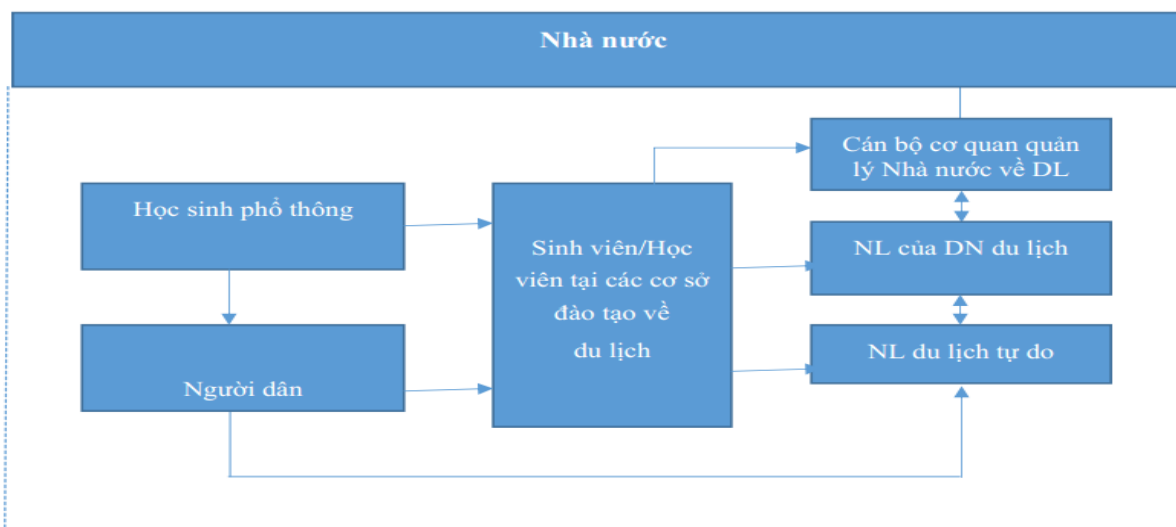 Nhà nước
Cán bộ cơ quan quản
lý Nhà nước về DL
Học sinh phổ thông
Sinh viên/Học
viên tại các cơ sở
đào tạo về
du lịch
NL của DN du lịch
NL du lịch tự do
Người dân